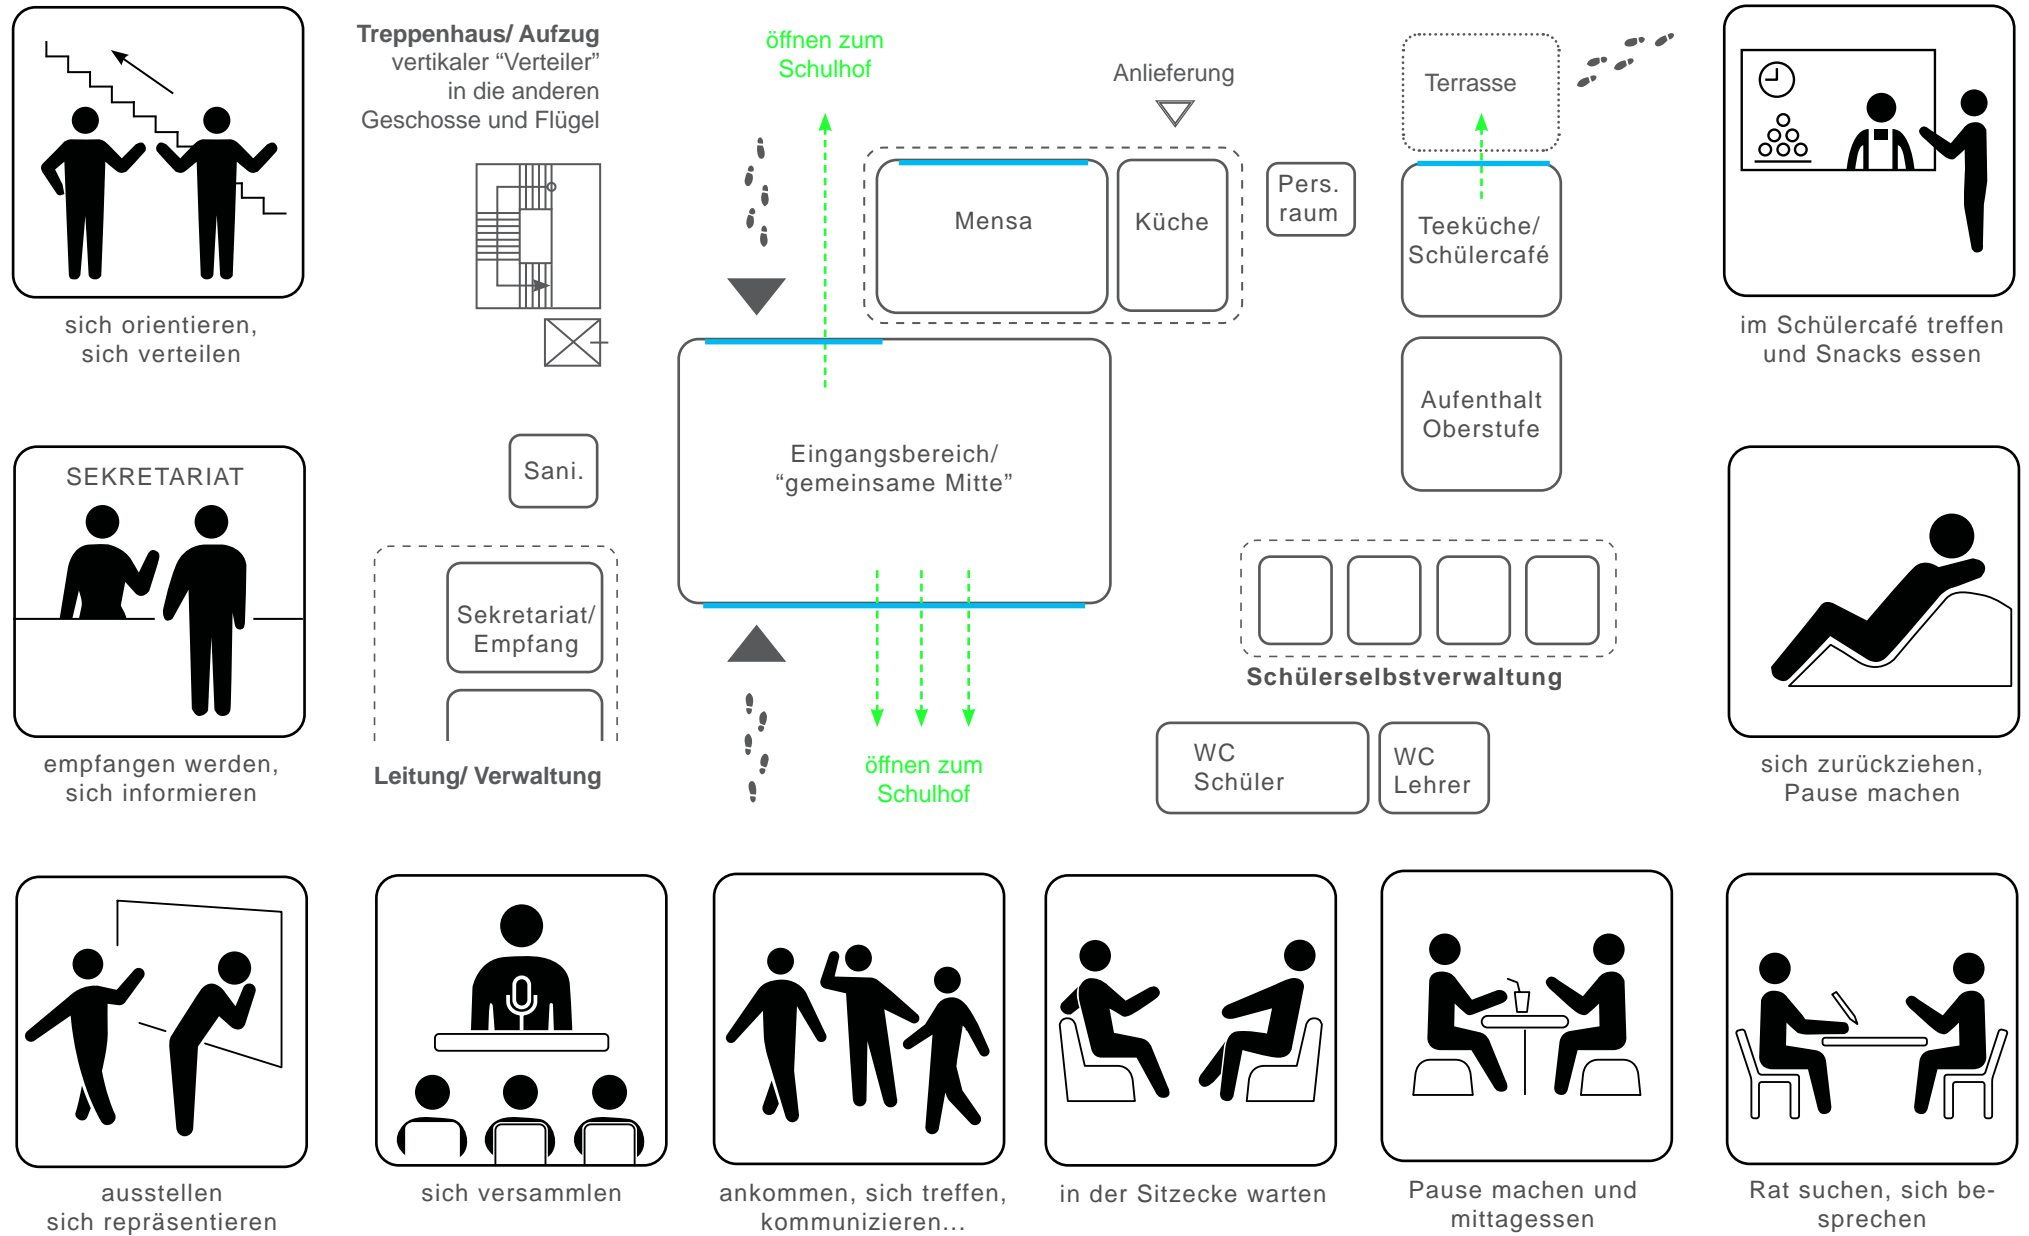 Treppenhaus/ Aufzug
vertikaler “Verteiler”
in die anderen
Geschosse und Flügel
öffnen zum
Schulhof
Anlieferung
Terrasse
Mensa
Küche
Pers.
raum
Teeküche/
Schülercafé
sich orientieren,
sich verteilen
im Schülercafé treffen
und Snacks essen
Aufenthalt
Oberstufe
Eingangsbereich/
“gemeinsame Mitte”
Sani.
SEKRETARIAT
Sekretariat/
Empfang
Schülerselbstverwaltung
empfangen werden,
sich informieren
Leitung/ Verwaltung
öffnen zum
Schulhof
WC
Schüler
WC
Lehrer
sich zurückziehen,
Pause machen
ausstellen
sich repräsentieren
sich versammlen
ankommen, sich treffen,
kommunizieren...
in der Sitzecke warten
Pause machen und
mittagessen
Rat suchen, sich be-
sprechen